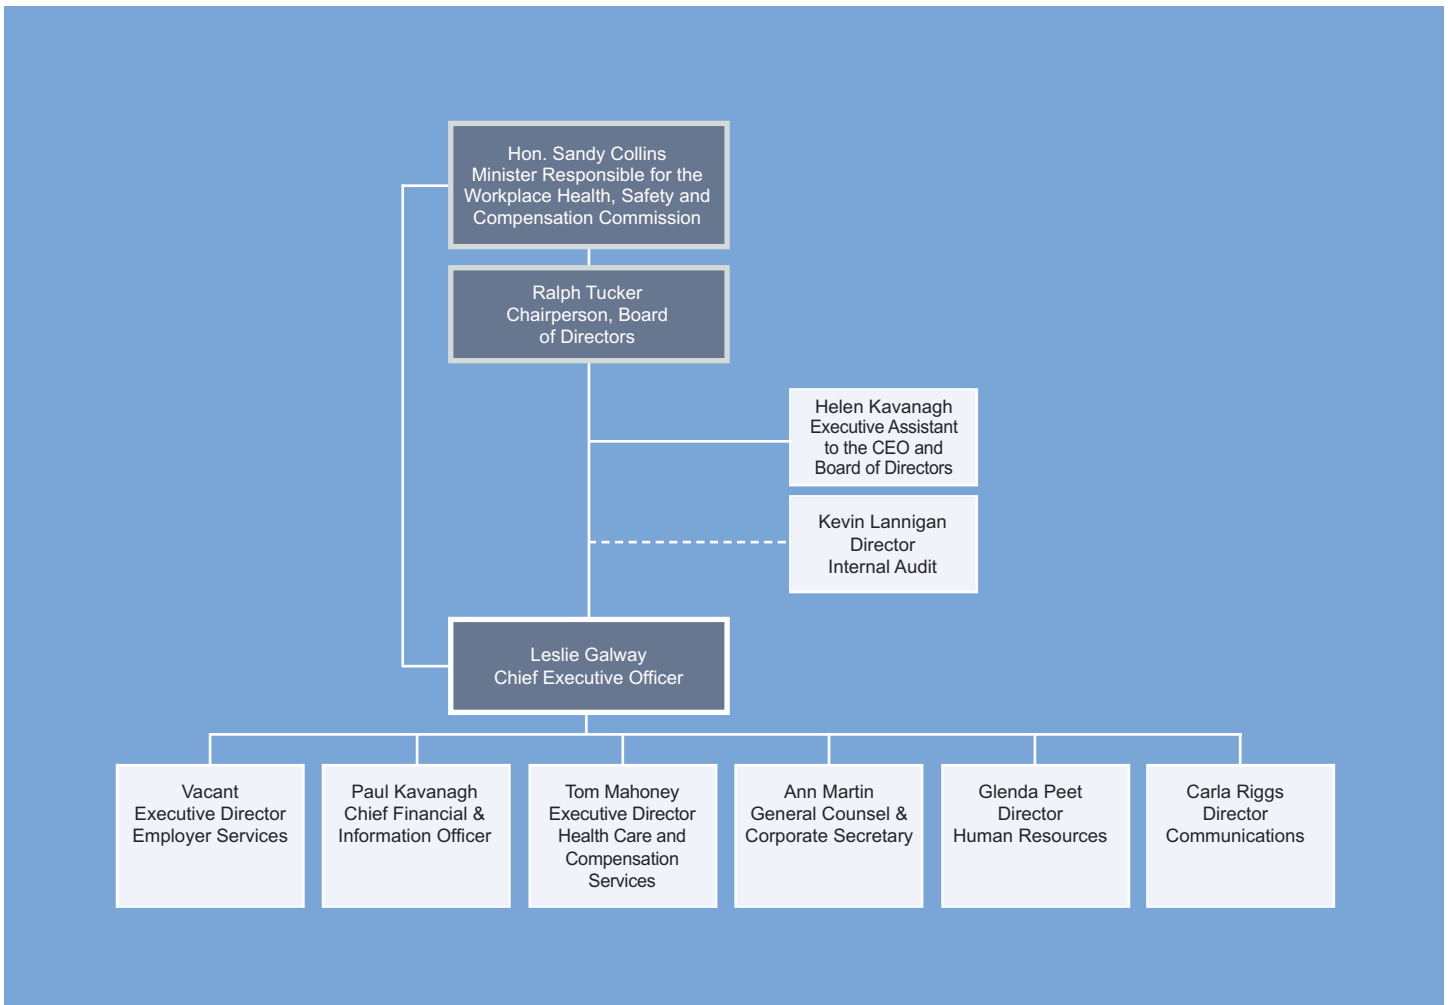 Hon. Sandy Collins
Minister Responsible for the
Workplace Health, Safety and
Compensation Commission
Ralph Tucker
Chairperson, Board
of Directors
Helen Kavanagh
Executive Assistant
to the CEO and
Board of Directors
Kevin Lannigan
Director
Internal Audit
Leslie Galway
Chief Executive Officer
Vacant
Executive Director
Employer Services
Paul Kavanagh
Chief Financial &
Information Officer
Tom Mahoney
Executive Director
Health Care and
Compensation
Services
Ann Martin
General Counsel &
Corporate Secretary
Glenda Peet
Director
Human Resources
Carla Riggs
Director
Communications